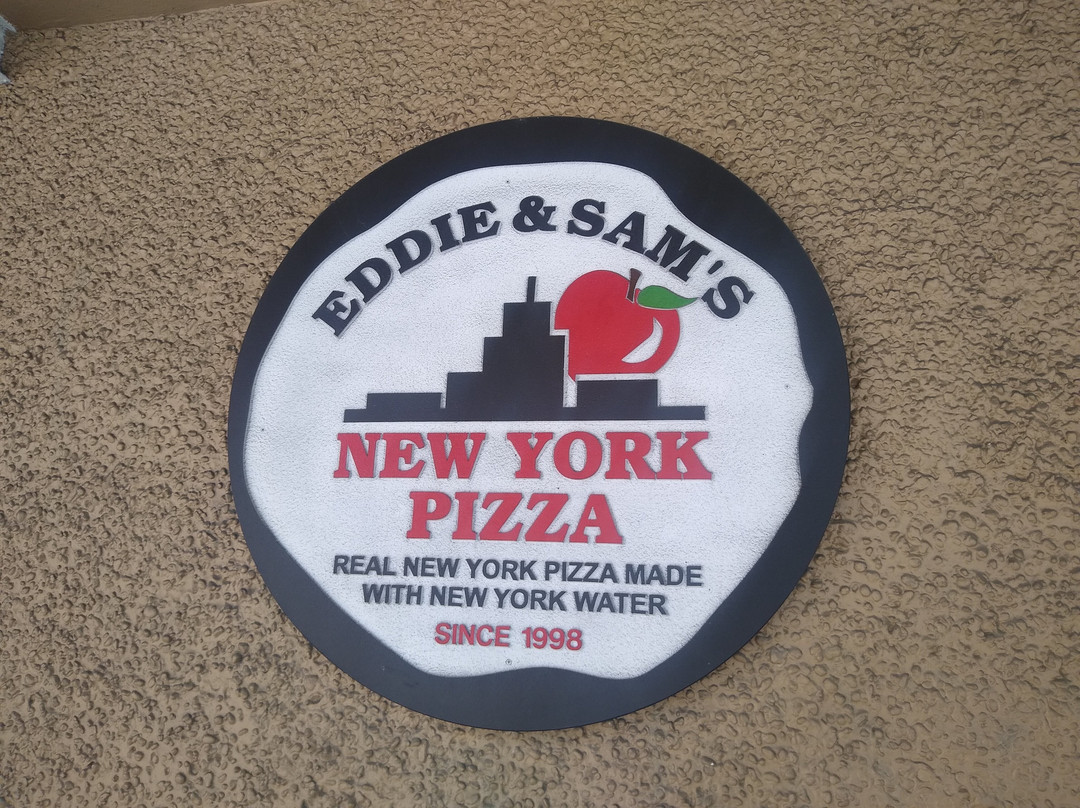 EDDIE & SAM'S
NEW YORK
PIZZA
REAL NEW YORK PIZZA MADE
WITH NEW YORK WATER
SINCE 1998